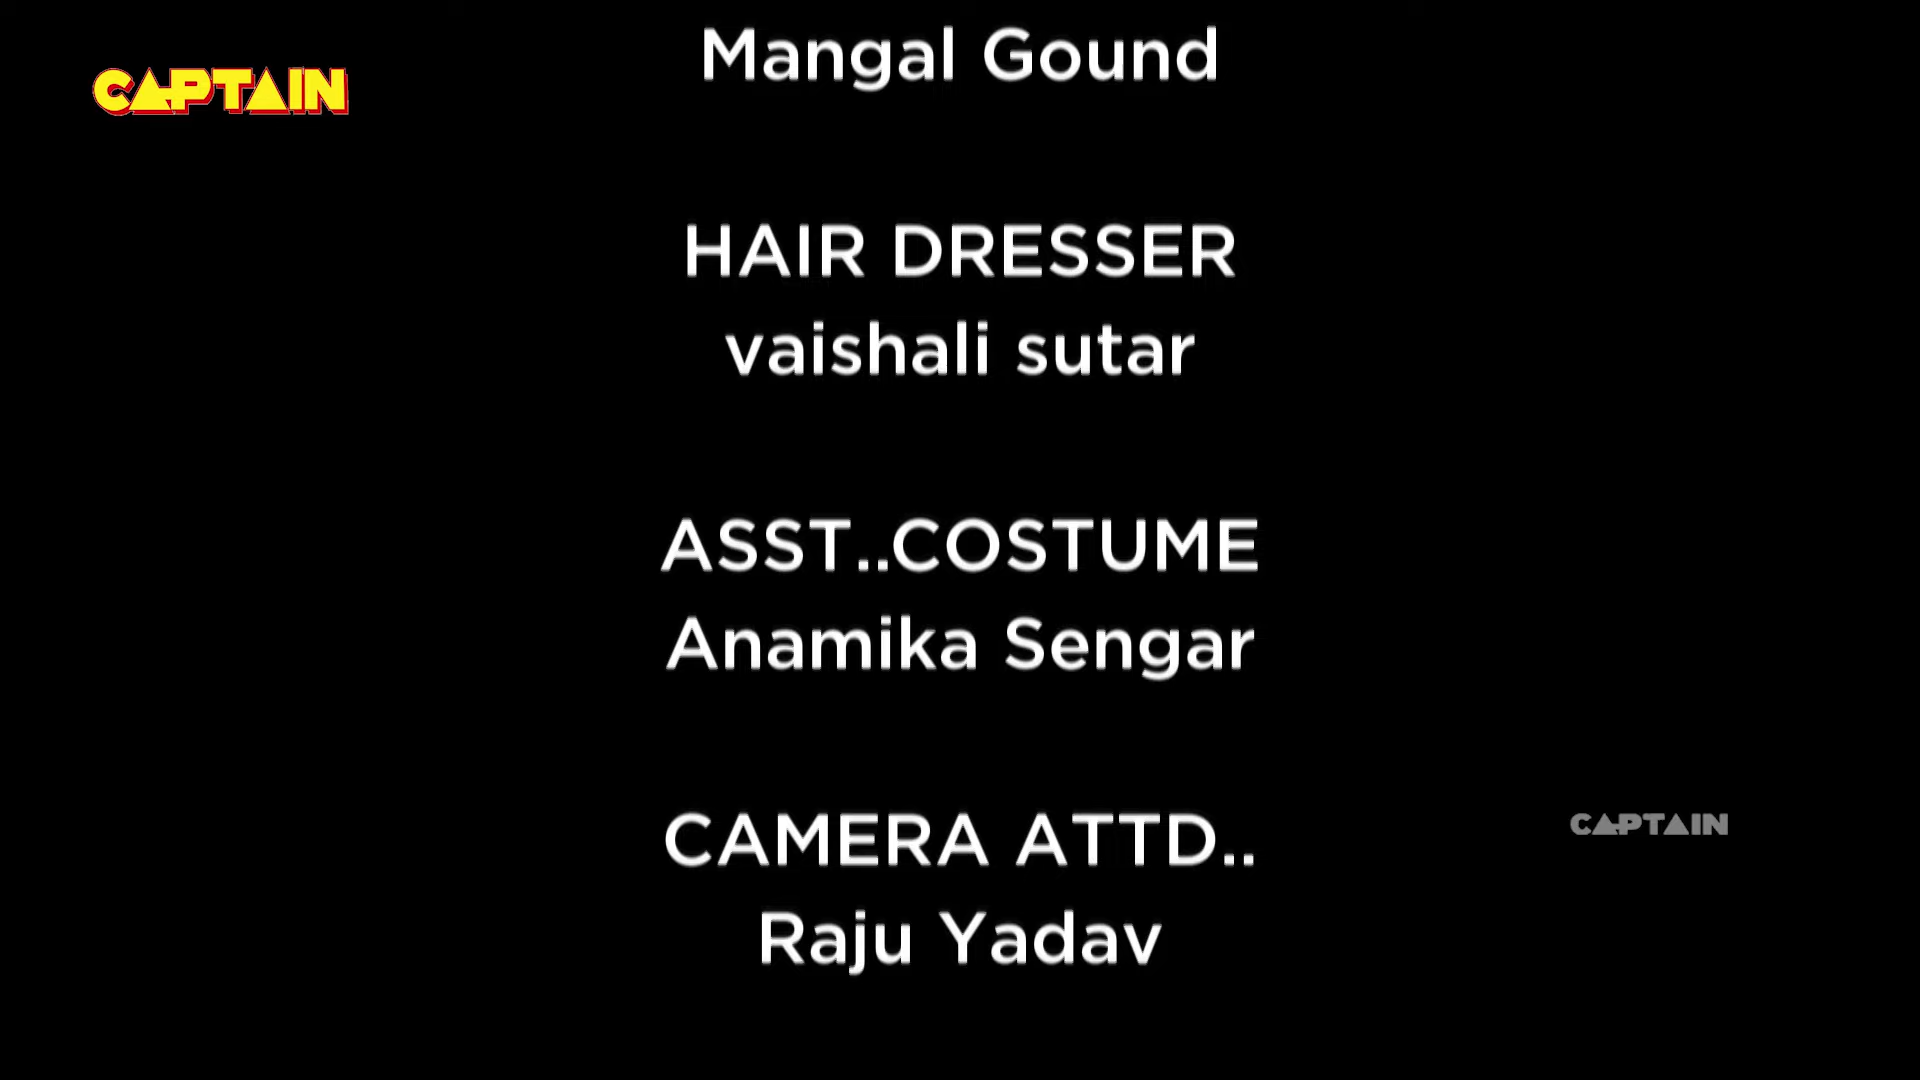 Mangal Gound
CAPTAIN
HAIR DRESSER
vaishali sutar
ASST..COSTUME
Anamika Sengar
CAMERA ATTD..
CAPTAIN
Raju Yadav